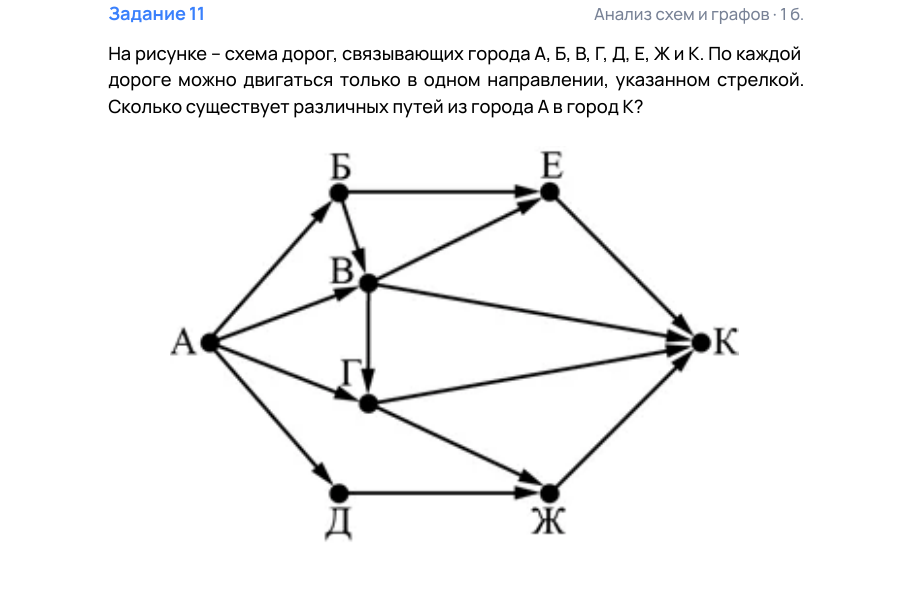 Задание 11
Анализ схем и графов · 1 б.
На рисунке – схема дорог, связывающих города А, Б, В, Г, Д, Е, Ж и К. По каждой
дороге можно двигаться только в одном направлении, указанном стрелкой.
Сколько существует различных путей из города А в город К?
Б
Е
В
А
К
Г
Д
Ж